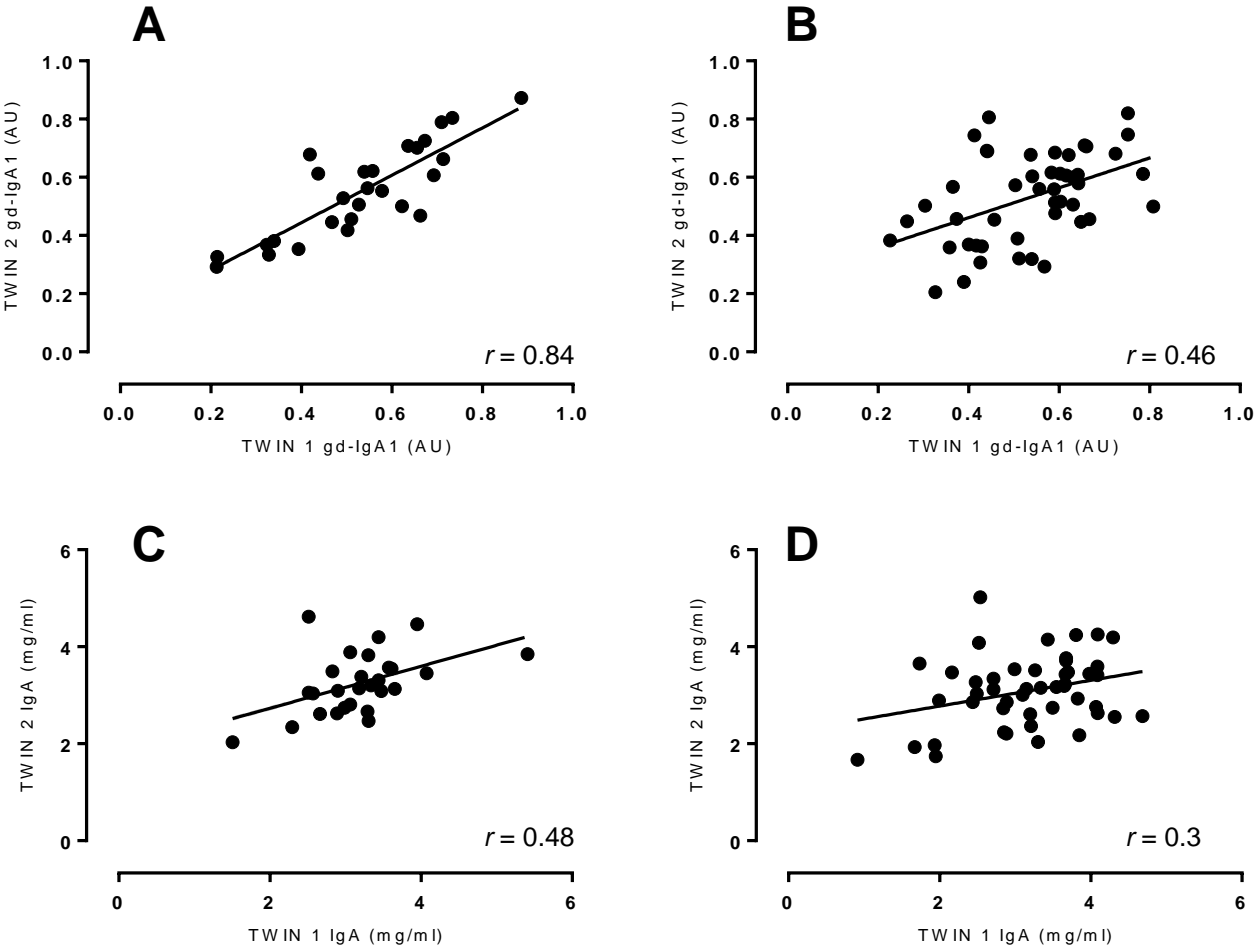 A
TWIN 2 gd-IgA1 (AU)
1.0
0.8
0.6
0.4
0.2
0.0
r = 0.84
0.0 0.2 0.4 0.6 0.8 1.0
TWIN 1 gd-IgA1 (AU)
B
TWIN 2 gd-IgA1 (AU)
1.0
0.8
0.6
0.4
0.2
0.0
r = 0.46
0.0 0.2 0.4 0.6 0.8 1.0
TWIN 1 gd-IgA1 (AU)
C
TWIN 2 IgA (mg/ml)
6
4
2
0
r = 0.48
0 2 4 6
TWIN 1 IgA (mg/ml)
D
TWIN 2 IgA (mg/ml)
6
4
2
0
r = 0.3
0 2 4 6
TWIN 1 IgA (mg/ml)